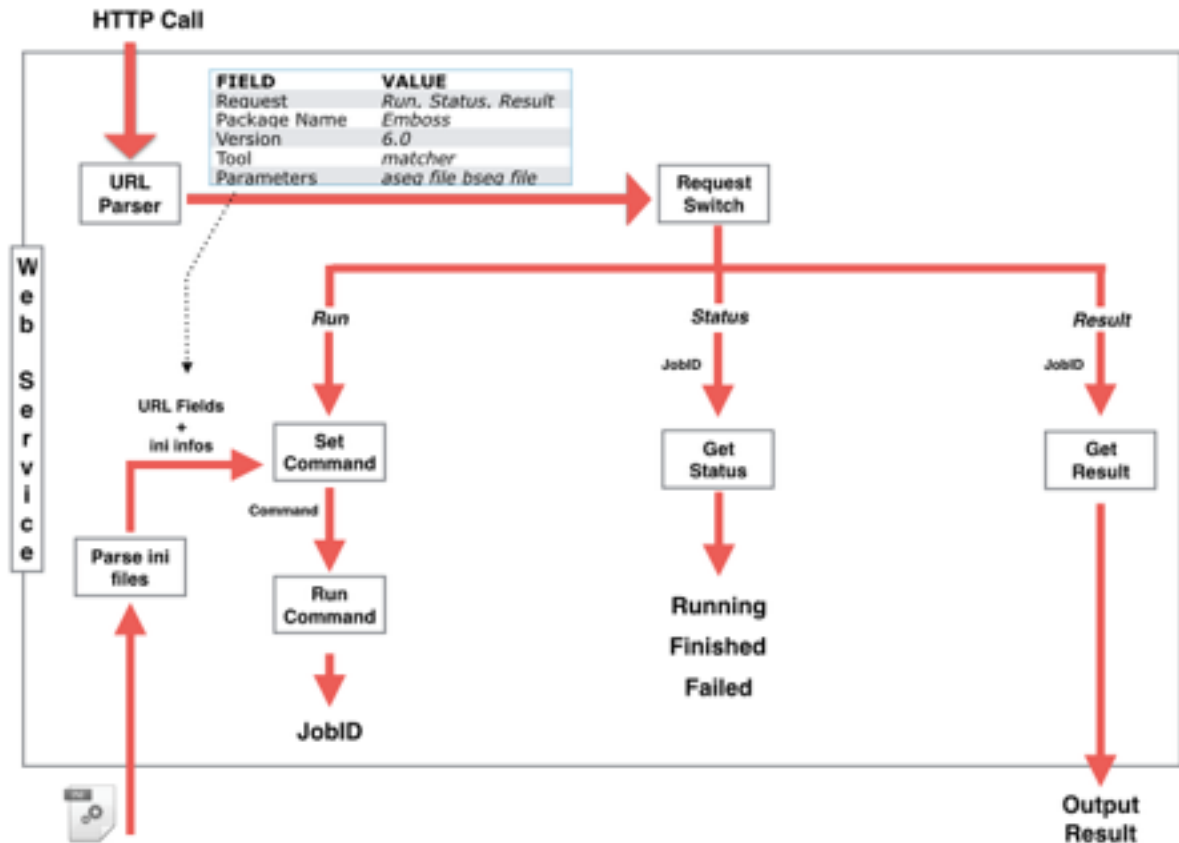 HTTP Call
FIELD VALUE
Request Run, Status, Result
Package Name Emboss
Version 6.0
Tool matcher
Parameters aseq file bseq file
URL
Parser
Request
Switch
Web Service
Run
Status
Result
JobID
JobID
URL Fields
+
ini infos
Set
Command
Get
Status
Get
Result
Command
Parse ini
files
Run
Command
Running
Finished
Failed
JobID
Output
Result